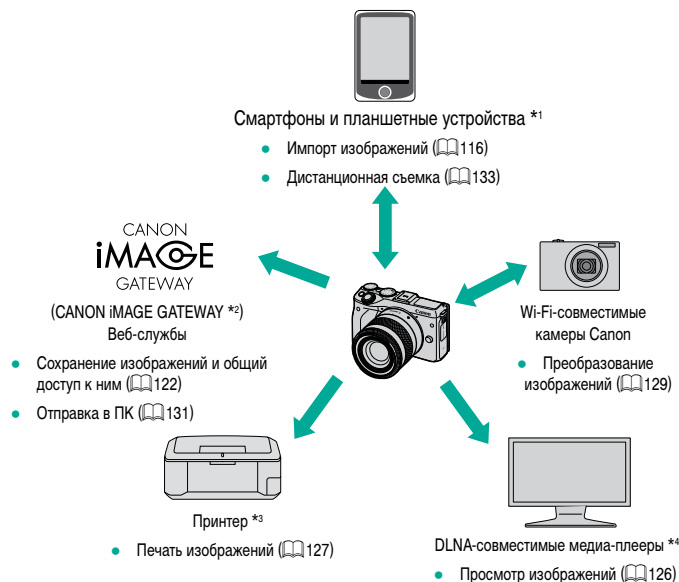 Смартфоны и планшетные устройства *1
● Импорт изображений (116)
● Дистанционная съемка (133)
CANON
iMAGE
GATEWAY
(CANON iMAGE GATEWAY *2)
Веб-службы
● Сохранение изображений и общий
доступ к ним (122)
● Отправка в ПК (131)
Canon
Wi-Fi-совместимые
камеры Canon
● Преобразование
изображений (129)
Принтер *3
● Печать изображений (127)
DLNA-совместимые медиа-плееры *4
● Просмотр изображений (126)